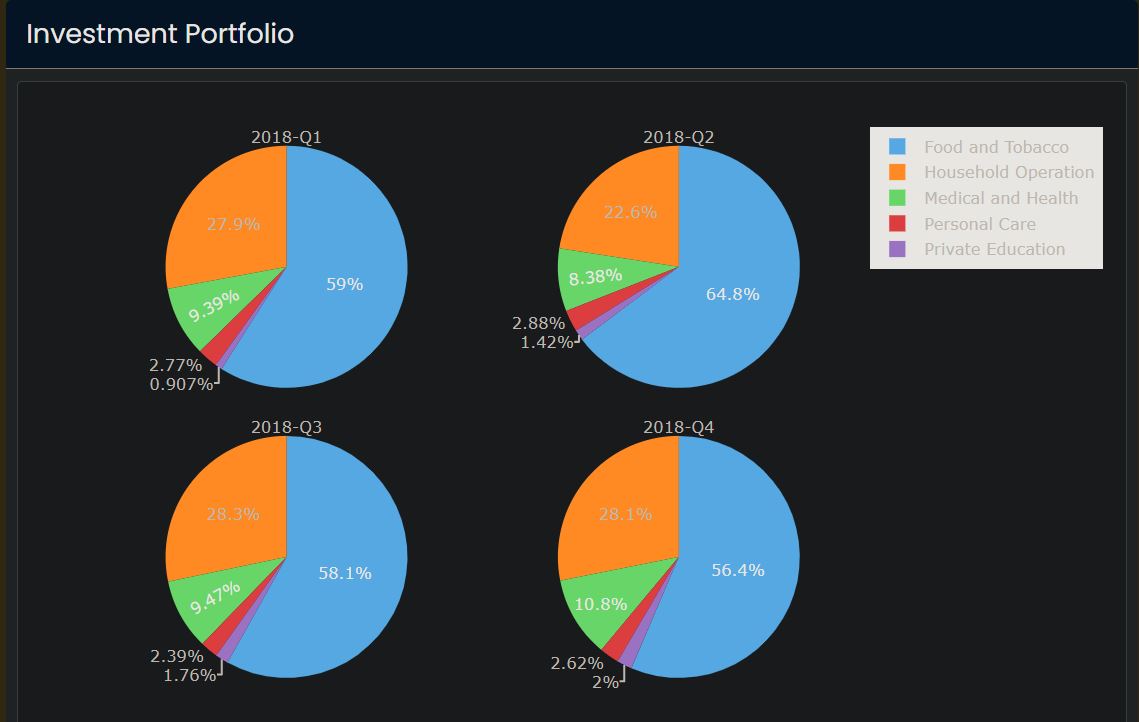 Investment Portfolio
2018-Q1
27.9%
59%
9.39%
2.77%
0.907%
2018-Q2
22.6%
8.38%
64.8%
2.88%
1.42%
Food and Tobacco
Household Operation
Medical and Health
Personal Care
Private Education
2018-Q3
28.3%
58.1%
9.47%
2.39%
1.76%
2018-Q4
28.1%
56.4%
10.8%
2.62%
2%